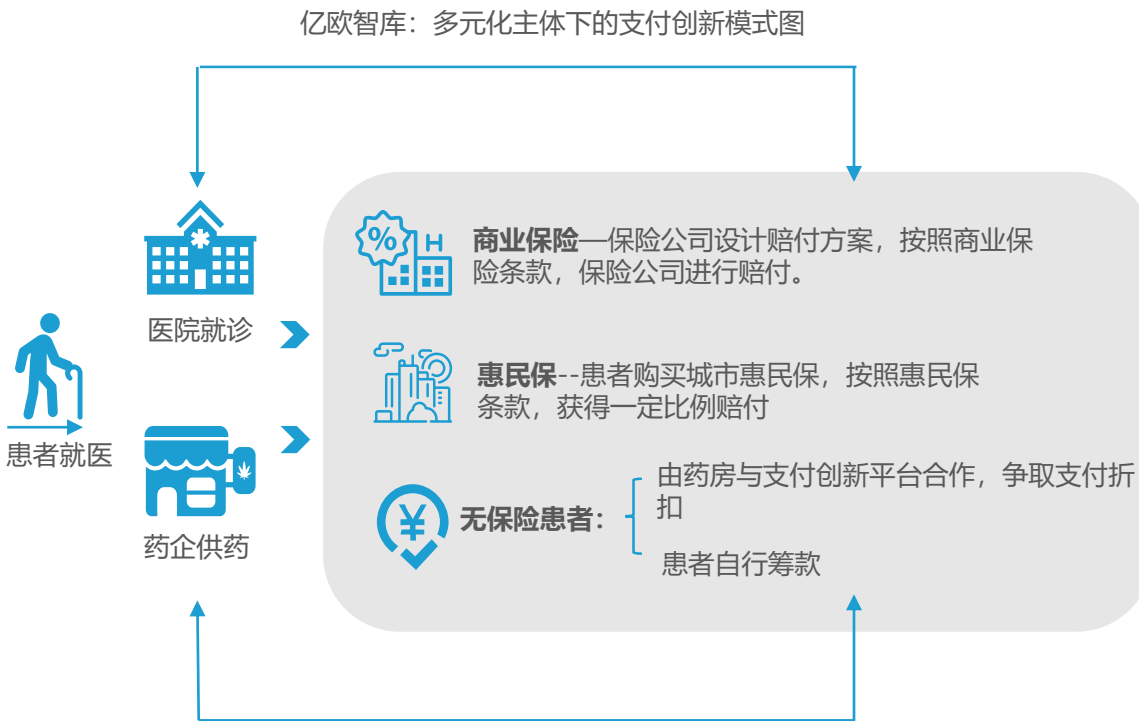 亿欧智库：多元化主体下的支付创新模式图
H
%
商业保险—保险公司设计赔付方案，按照商业保
险条款，保险公司进行赔付。
医院就诊
惠民保--患者购买城市惠民保，按照惠民保
条款，获得一定比例赔付
患者就医
由药房与支付创新平台合作，争取支付折
扣
¥
无保险患者：
药企供药
患者自行筹款